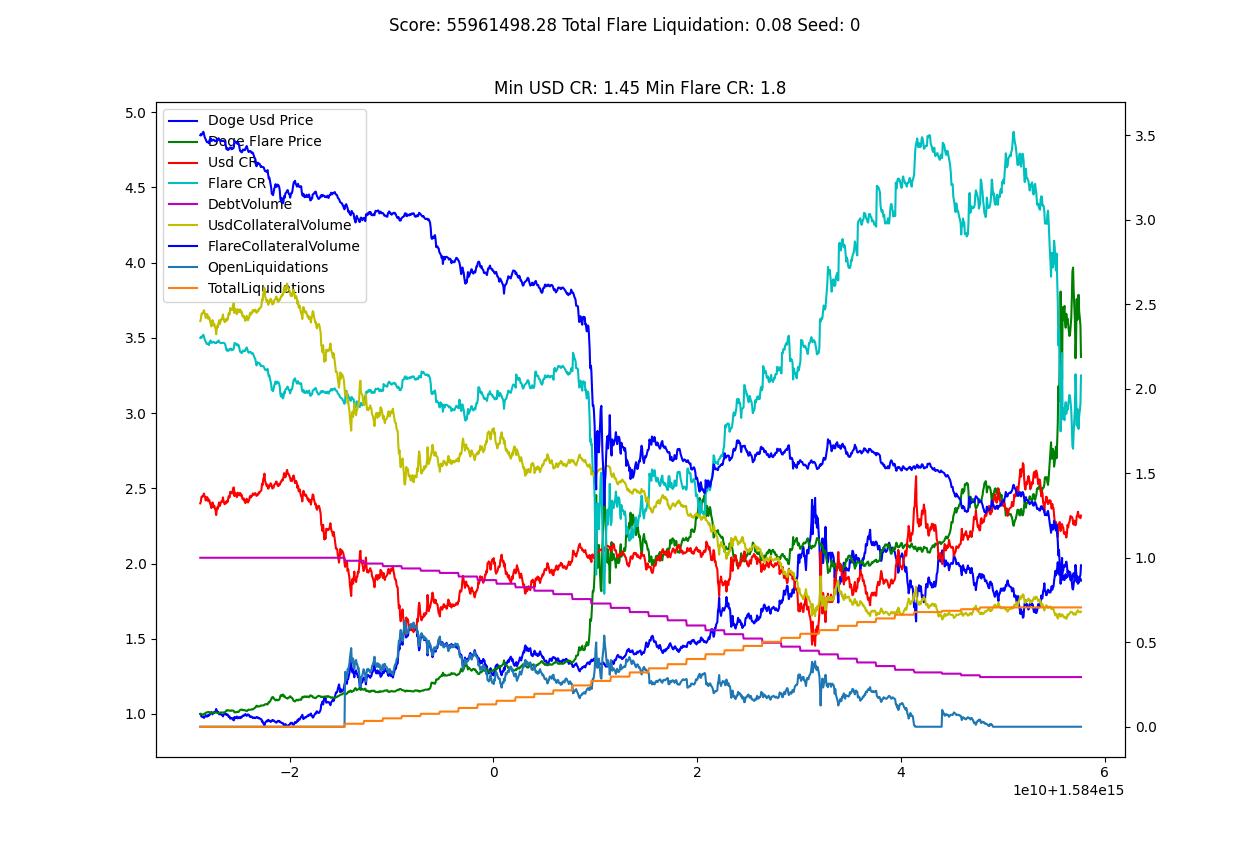 Score: 55961498.28 Total Flare Liquidation: 0.08 Seed: 0
Min USD CR: 1.45 Min Flare CR: 1.8
Doge Usd Price
Doge Flare Price
Usd CR
Flare CR
DebtVolume
UsdCollateralVolume
FlareCollateralVolume
OpenLiquidations
TotalLiquidations
5.0
4.5
4.0
3.5
3.0
2.5
2.0
1.5
1.0
3.5
3.0
2.5
2.0
1.5
1.0
0.5
0.0
−2 0 2 4 6
1e10+1.584e15